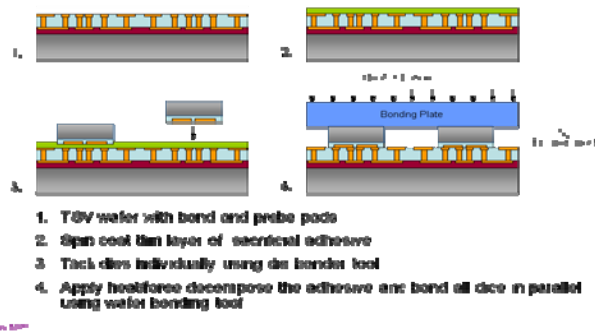 1.
2.
Bonding Plate
3.
4.
1. TSV wafer with bond and probe pads
2. Spin coat thin layer of sacrificial adhesive
3. Tack dies individually using die bonder tool
4. Apply heat/force decompose the adhesive and bond all dice in parallel
using wafer bonding tool